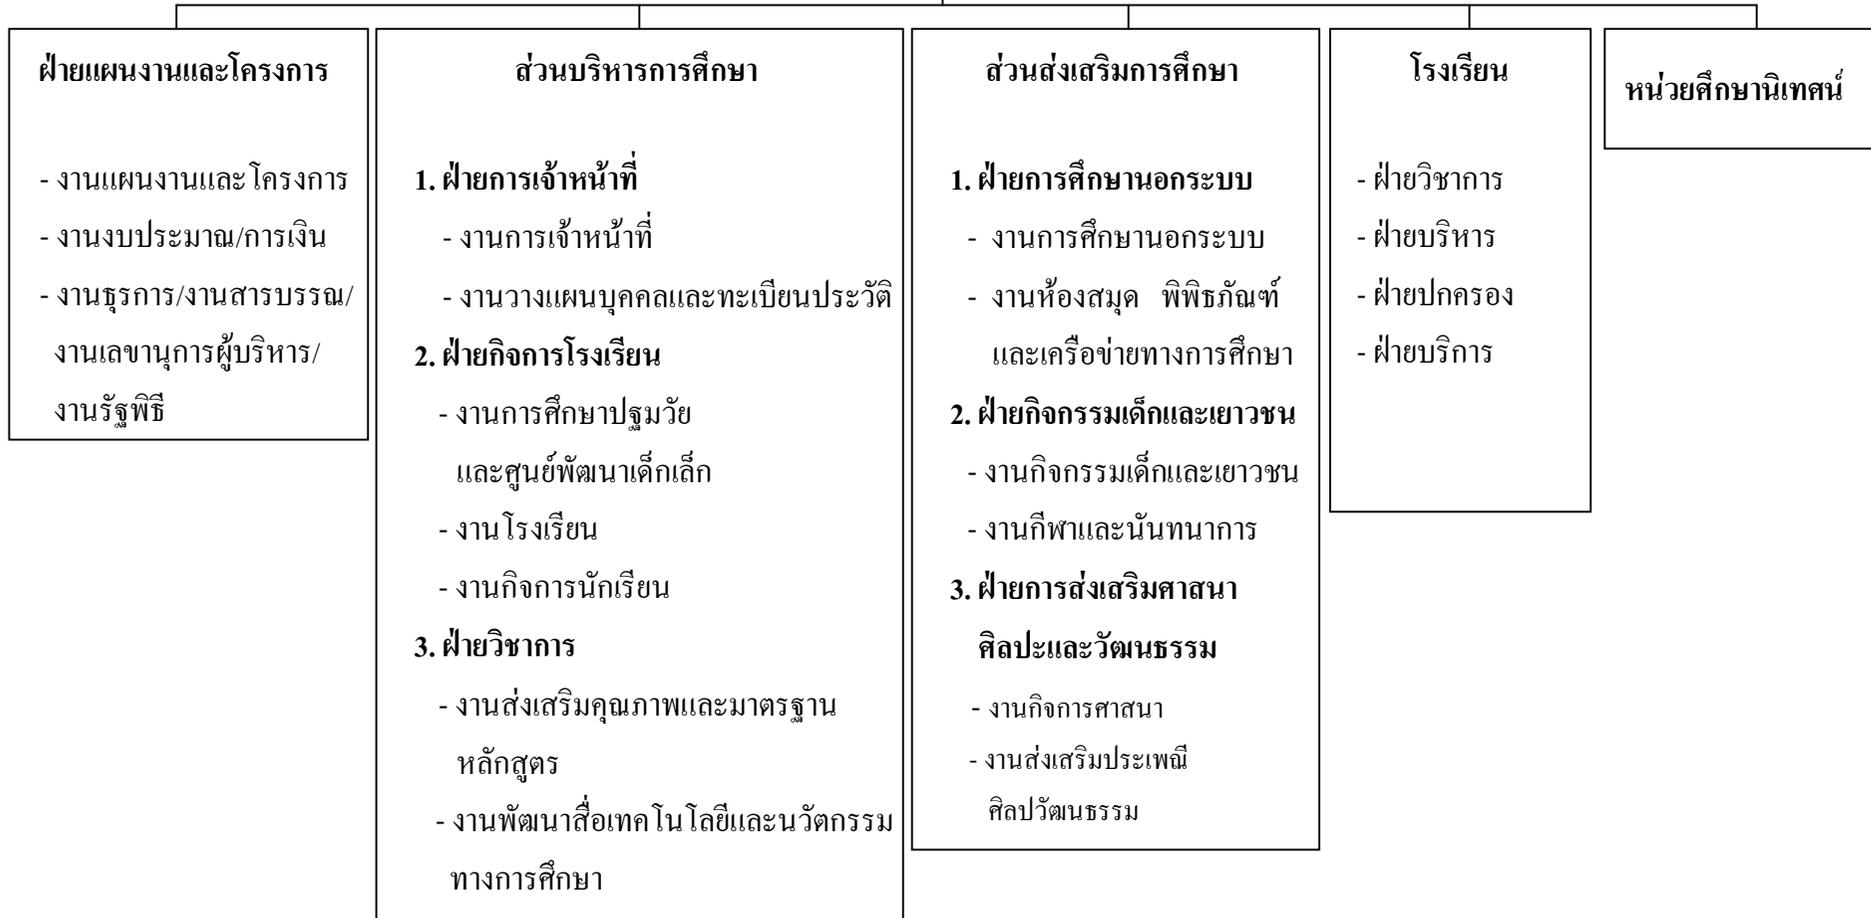 ฝ่ายแผนงานและโครงการ
- งานแผนงานและโครงการ
- งานงบประมาณ/การเงิน
- งานธุรการ/งานสารบรรณ/
งานเลขานุการผู้บริหาร/
งานรัฐพิธี
ส่วนบริหารการศึกษา
1. ฝ่ายการเจ้าหน้าที่
- งานการเจ้าหน้าที่
- งานวางแผนบุคคลและทะเบียนประวัติ
2. ฝ่ายกิจการโรงเรียน
- งานการศึกษาปฐมวัย
และศูนย์พัฒนาเด็กเล็ก
- งานโรงเรียน
- งานกิจการนักเรียน
3. ฝ่ายวิชาการ
- งานส่งเสริมคุณภาพและมาตรฐาน
หลักสูตร
- งานพัฒนาสื่อเทคโนโลยีและนวัตกรรม
ทางการศึกษา
ส่วนส่งเสริมการศึกษา
1. ฝ่ายการศึกษานอกระบบ
- งานการศึกษานอกระบบ
- งานห้องสมุด พิพิธภัณฑ์
และเครือข่ายทางการศึกษา
2. ฝ่ายกิจกรรมเด็กและเยาวชน
- งานกิจกรรมเด็กและเยาวชน
- งานกีฬาและนันทนาการ
3. ฝ่ายการส่งเสริมศาสนา
ศิลปะและวัฒนธรรม
- งานกิจการศาสนา
- งานส่งเสริมประเพณี
ศิลปวัฒนธรรม
โรงเรียน
- ฝ่ายวิชาการ
- ฝ่ายบริหาร
- ฝ่ายปกครอง
- ฝ่ายบริการ
หน่วยศึกษานิเทศน์